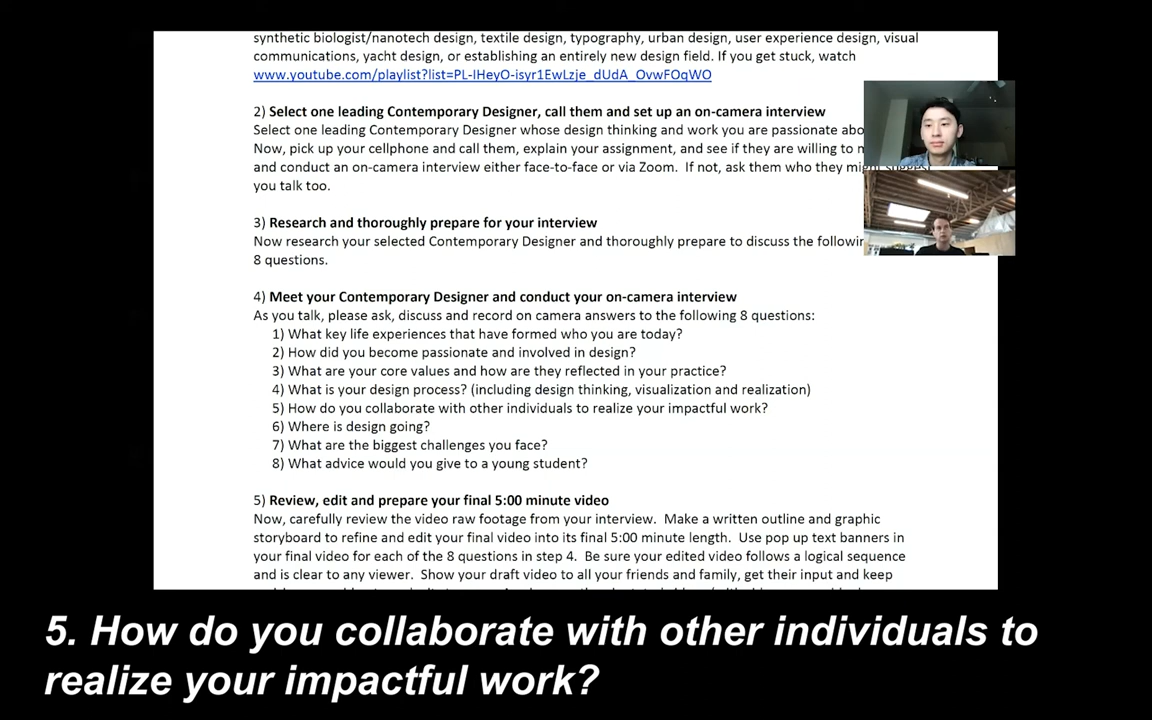 synthetic biologist/nanotech design, textile design, typography, urban design, user experience design, visual
communications, yacht design, or establishing an entirely new design field. If you get stuck, watch
www.youtube.com/playlist?list=PL-IHeyO-isyr1EwLzje_dUdA_OvwFOqWO
2) Select one leading Contemporary Designer, call them and set up an on-camera interview
Select one leading Contemporary Designer whose design thinking and work you are passionate abo
Now, pick up your cellphone and call them, explain your assignment, and see if they are willing to m
and conduct an on-camera interview either face-to-face or via Zoom. If not, ask them who they might suggest
you talk too.
3) Research and thoroughly prepare for your interview
Now research your selected Contemporary Designer and thoroughly prepare to discuss the followin
8 questions.
4) Meet your Contemporary Designer and conduct your on-camera interview
As you talk, please ask, discuss and record on camera answers to the following 8 questions:
1) What key life experiences that have formed who you are today?
2) How did you become passionate and involved in design?
3) What are your core values and how are they reflected in your practice?
4) What is your design process? (including design thinking, visualization and realization)
5) How do you collaborate with other individuals to realize your impactful work?
6) Where is design going?
7) What are the biggest challenges you face?
8) What advice would you give to a young student?
5) Review, edit and prepare your final 5:00 minute video
Now, carefully review the video raw footage from your interview. Make a written outline and graphic
storyboard to refine and edit your final video into its final 5:00 minute length. Use pop up text banners in
your final video for each of the 8 questions in step 4. Be sure your edited video follows a logical sequence
and is clear to any viewer. Show your draft video to all your friends and family, get their input and keep
5. How do you collaborate with other individuals to
realize your impactful work?